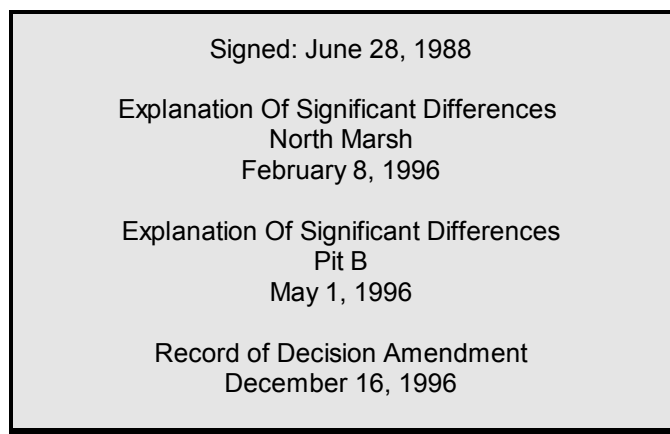 Signed: June 28, 1988
Explanation Of Significant Differences
North Marsh
February 8, 1996
Explanation Of Significant Differences
Pit B
May 1, 1996
Record of Decision Amendment
December 16, 1996